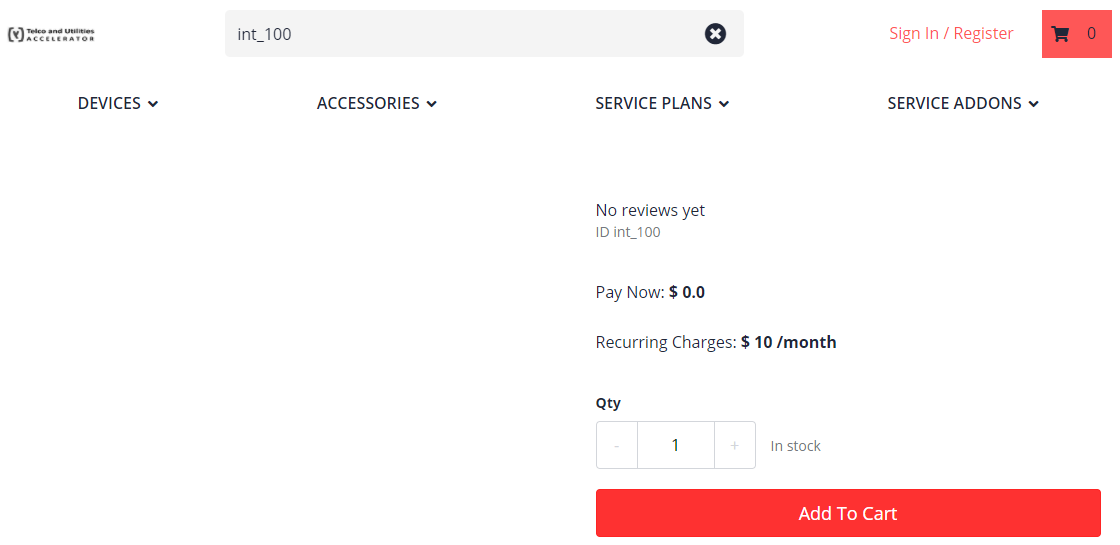 Telco and Utilities
ACCELERATOR
int_100
Sign In / Register
0
DEVICES
ACCESSORIES
SERVICE PLANS
SERVICE ADDONS
No reviews yet
ID int_100
Pay Now: $ 0.0
Recurring Charges: $ 10 /month
Qty
- 1 + In stock
Add To Cart